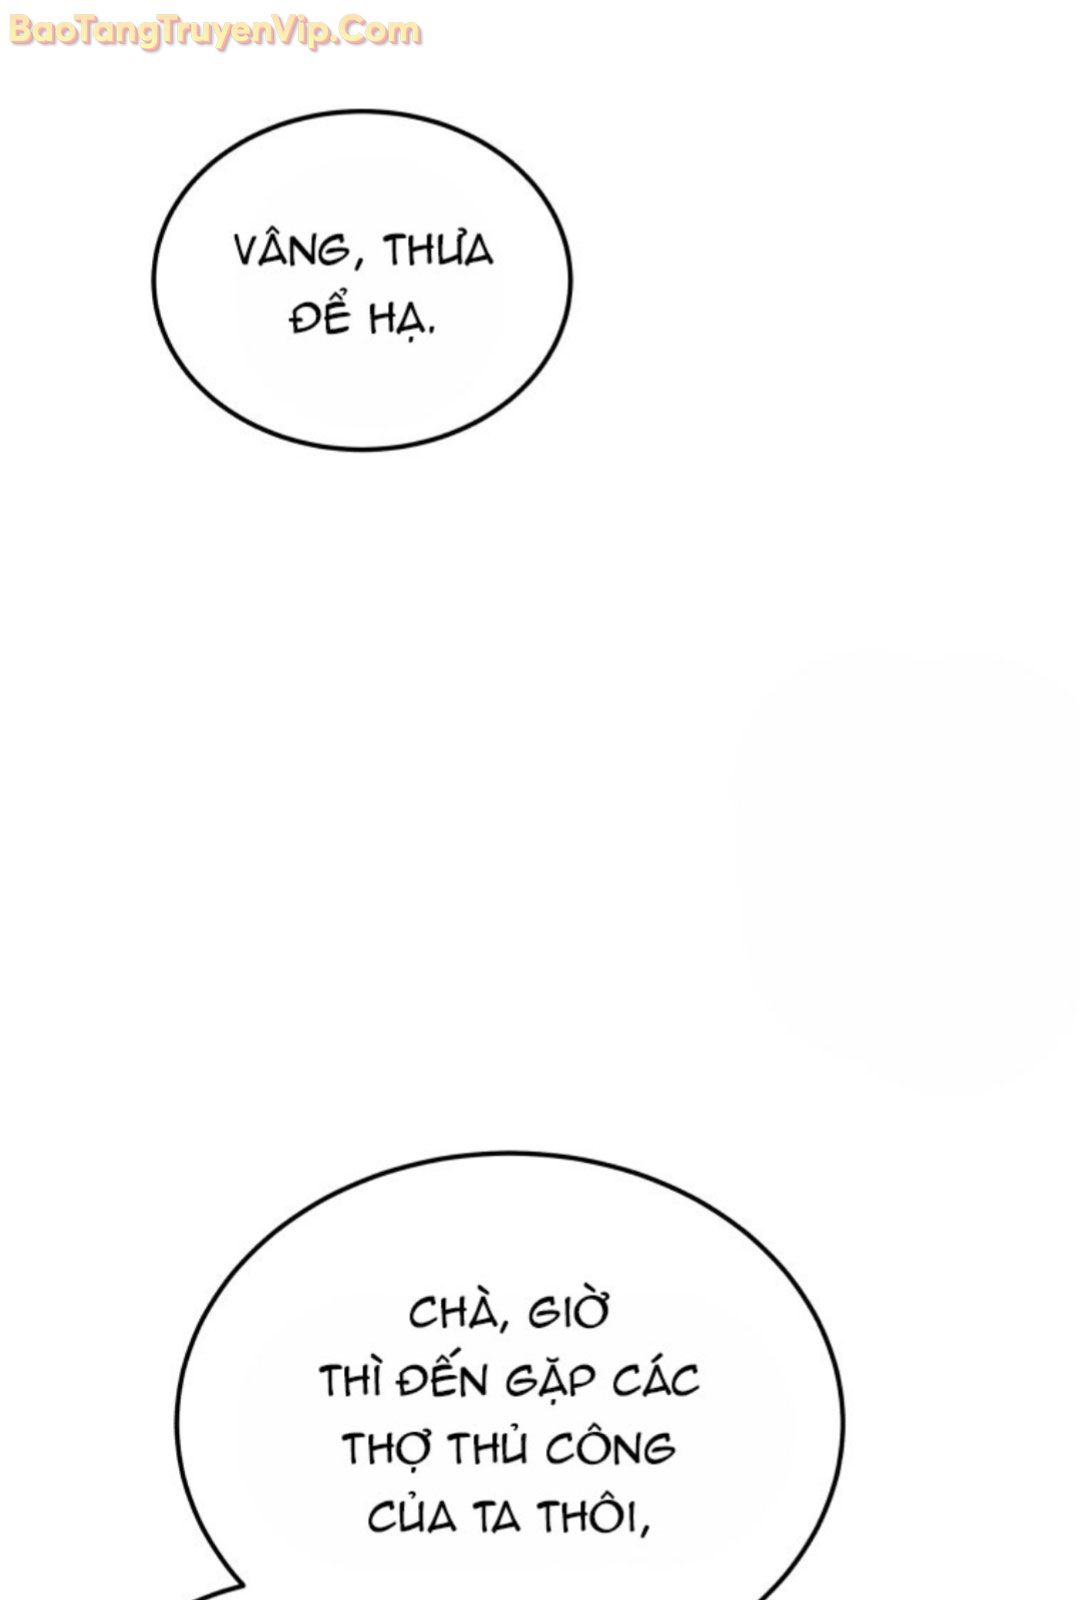 BaoTangTruyenVip.Com
VÂNG, THƯA
ĐỂ HẠ.
CHÀ, GIỜ
THÌ ĐẾN GẶP CÁC
THỢ THỦ CÔNG
CỦA TA THÔI,